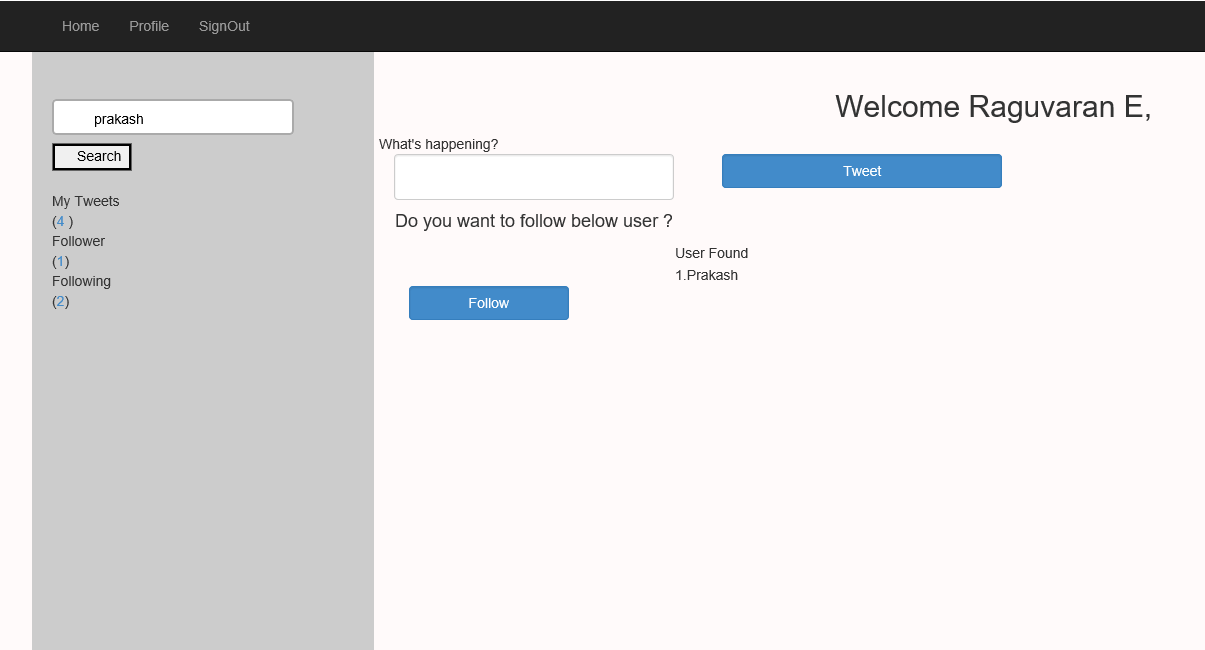 Home Profile SignOut
prakash
Search
My Tweets
(4 )
Follower
(1)
Following
(2)
Welcome Raguvaran E,
What's happening?
Tweet
Do you want to follow below user ?
User Found
1.Prakash
Follow